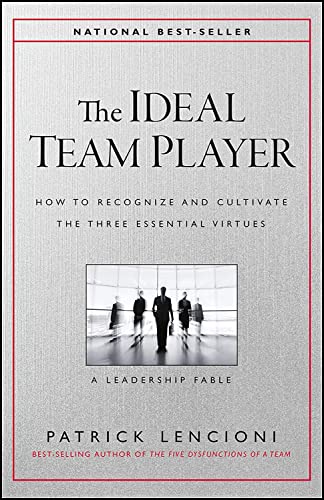 NATIONAL BEST-SELLER
The IDEAL
TEAM PLAYER
HOW TO RECOGNIZE AND CULTIVATE
THE THREE ESSENTIAL VIRTUES
A LEADERSHIP FABLE
PATRICK LENCIONI
BEST-SELLING AUTHOR OF THE FIVE DYSFUNCTIONS OF A TEAM